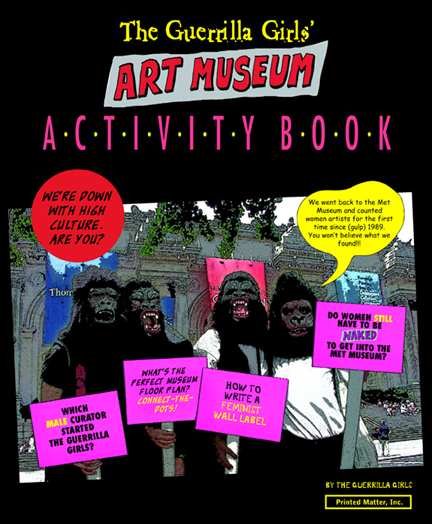 The Guerrilla Girls'
ART MUSEUM
A·C·T·I·V·I·T·Y B·O·O·K
WE'RE DOWN
WITH HIGH
CULTURE.
ARE YOU?
We went back to the Met
Museum and counted
women artists for the first
time since (gulp) 1989.
You won't believe what we
found!!!
Thor
WHICH
MALE CURATOR
STARTED
THE GUERRILLA
GIRLS?
WHAT'S THE
PERFECT MUSEUM
FLOOR PLAN?
CONNECT-THE-
DOTS!
HOW TO
WRITE A
FEMINIST
WALL LABEL
DO WOMEN STILL
HAVE TO BE
NAKED
TO GET INTO THE
MET MUSEUM?
BY THE GUERRILLA GIRLS
Printed Matter, Inc.